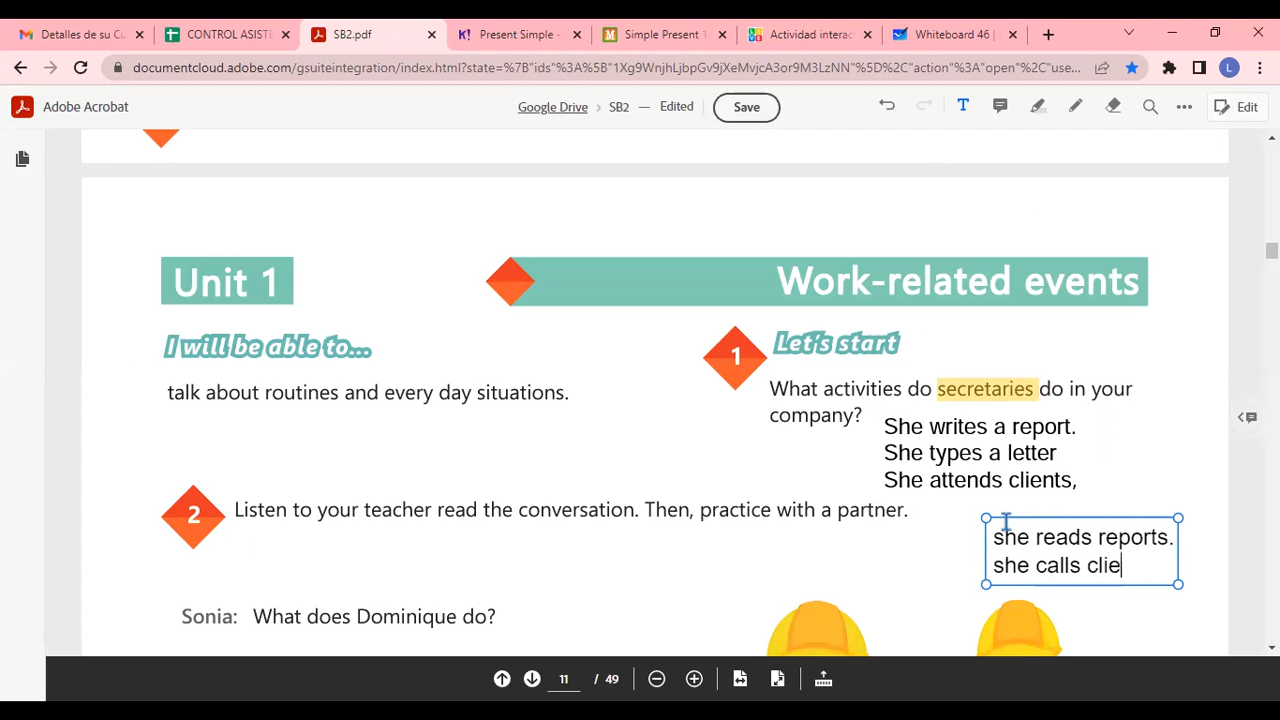 Detalles de su Cu
CONTROL ASISTE
SB2.pdf
Present Simple -
Simple Present T
Actividad interac
Whiteboard 46 |
documentcloud.adobe.com/gsuiteintegration/index.html?state=%7B"ids"%3A%5B"1Xg9WnjhLjbpGv9jXeMvjcA3or9M3LzNN"%5D%2C"action"%3A"open"%2C"use...
L
Adobe Acrobat
Google Drive > SB2 — Edited
Save
T
Edit
Unit 1
Work-related events
I will be able to...
talk about routines and every day situations.
1
Let's start
What activities do secretaries do in your
company?
She writes a report.
She types a letter
She attends clients,
2
Listen to your teacher read the conversation. Then, practice with a partner.
she reads reports.
she calls clie
Sonia: What does Dominique do?
11 / 49